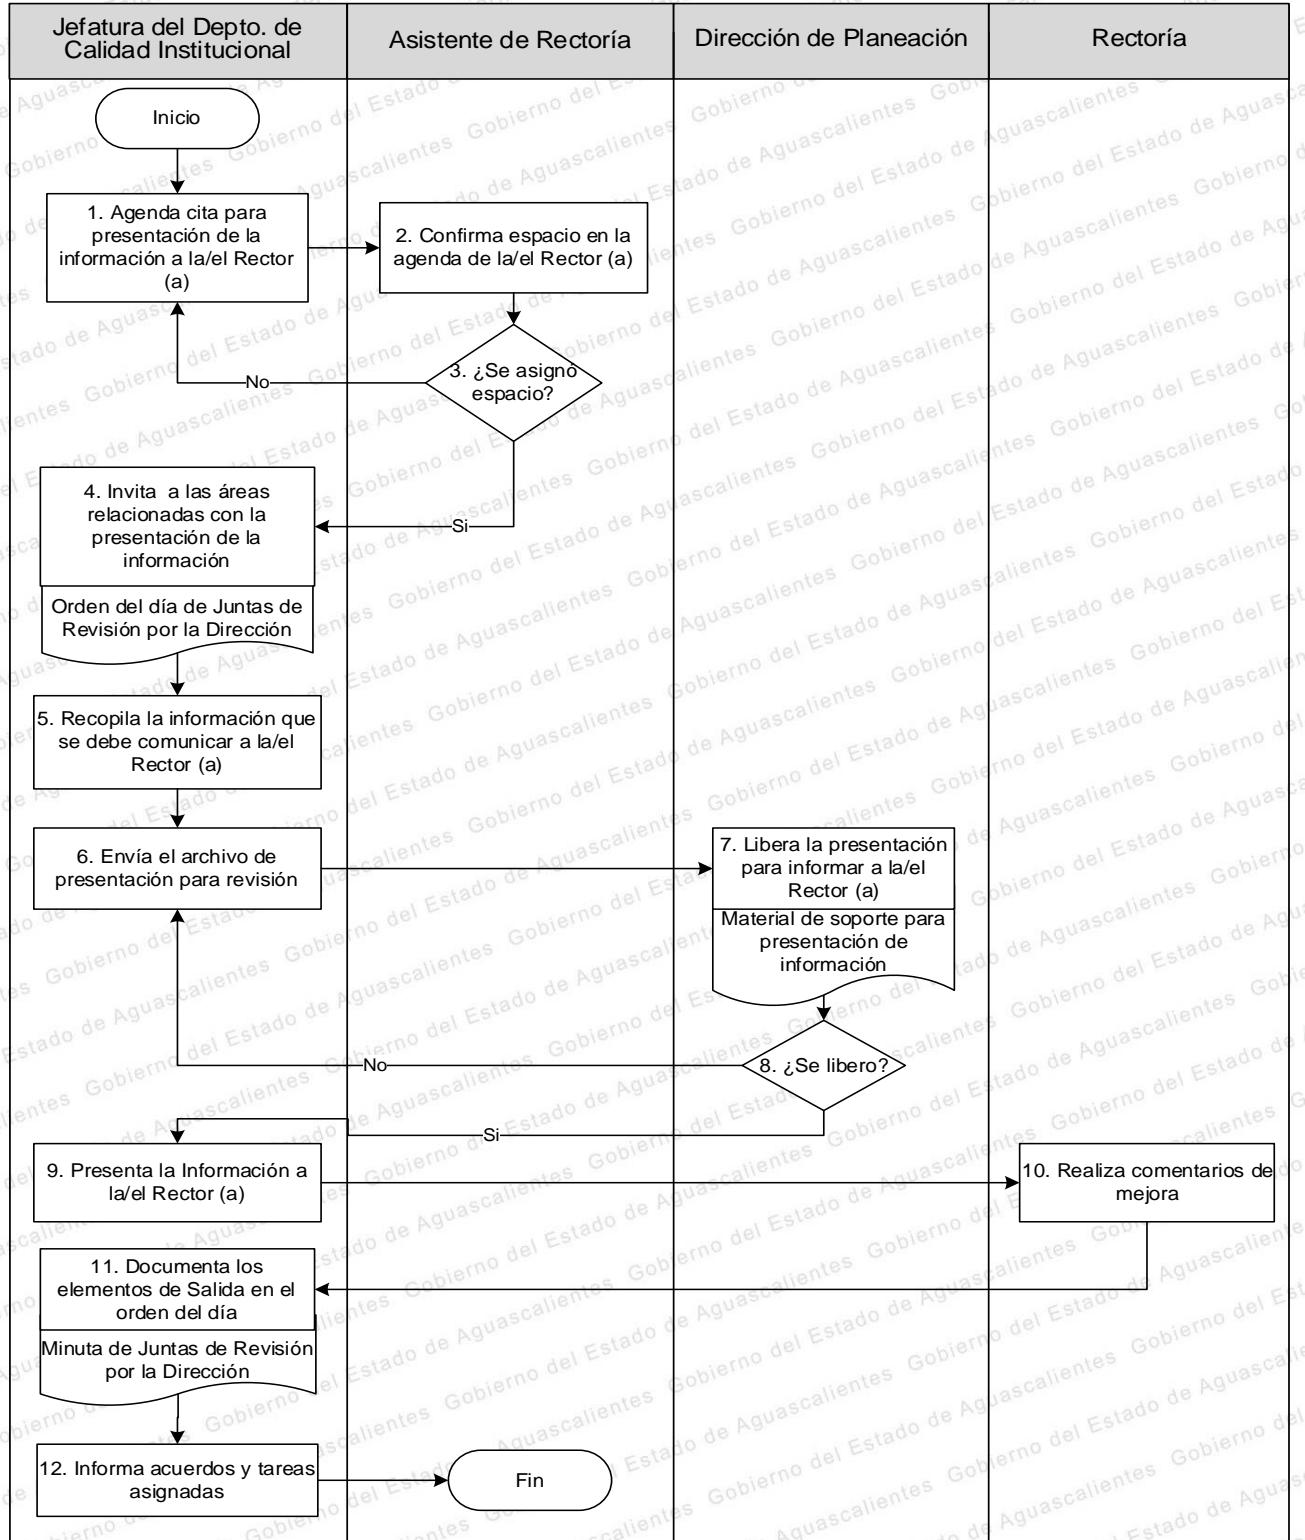 Jefatura del Depto. de
Calidad Institucional
Asistente de Rectoría
Dirección de Planeación
Rectoría
Inicio
1. Agenda cita para
presentación de la
información a la/el Rector
(a)
2. Confirma espacio en la
agenda de la/el Rector (a)
3. ¿Se asignó
espacio?
No
Si
4. Invita a las áreas
relacionadas con la
presentación de la
información
Orden del día de Juntas de
Revisión por la Dirección
5. Recopila la información que
se debe comunicar a la/el
Rector (a)
6. Envía el archivo de
presentación para revisión
7. Libera la presentación
para informar a la/el
Rector (a)
Material de soporte para
presentación de
información
8. ¿Se libero?
No
Si
9. Presenta la Información a
la/el Rector (a)
10. Realiza comentarios de
mejora
11. Documenta los
elementos de Salida en el
orden del día
Minuta de Juntas de Revisión
por la Dirección
12. Informa acuerdos y tareas
asignadas
Fin
Gobierno del Estado de Aguascalientes